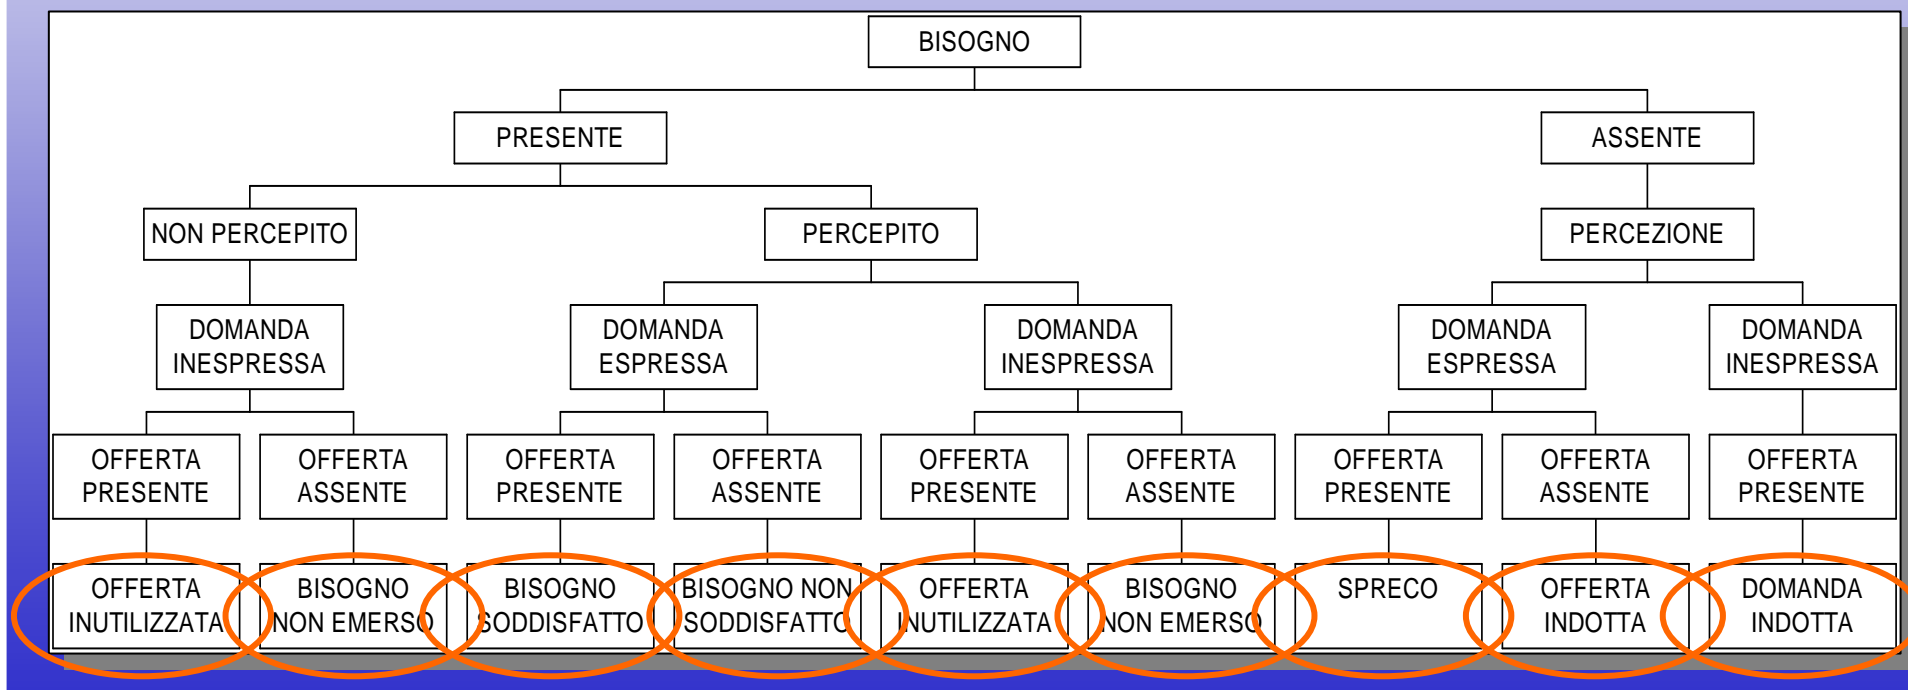 BISOGNO
PRESENTE
ASSENTE
NON PERCEPITO
PERCEPITO
PERCEZIONE
DOMANDA
INESPRESSA
DOMANDA
ESPRESSA
DOMANDA
INESPRESSA
DOMANDA
ESPRESSA
DOMANDA
INESPRESSA
OFFERTA
PRESENTE
OFFERTA
ASSENTE
OFFERTA
PRESENTE
OFFERTA
ASSENTE
OFFERTA
PRESENTE
OFFERTA
ASSENTE
OFFERTA
PRESENTE
OFFERTA
ASSENTE
OFFERTA
PRESENTE
OFFERTA
INUTILIZZATA
BISOGNO
NON EMERSO
BISOGNO
SODDISFATTO
BISOGNO NON
SODDISFATTO
OFFERTA
INUTILIZZATA
BISOGNO
NON EMERSO
SPRECO
OFFERTA
INDOTTA
DOMANDA
INDOTTA